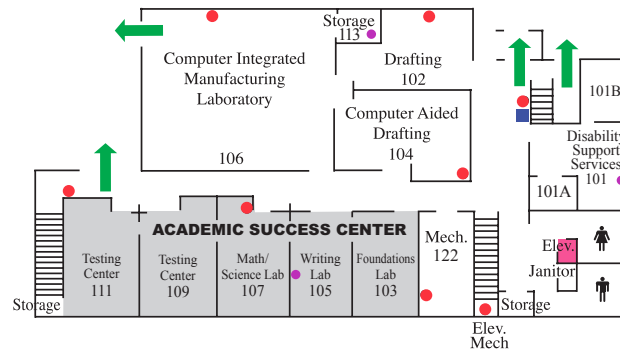 Storage
113
Computer Integrated
Manufacturing
Laboratory
106
Drafting
102
Computer Aided
Drafting
104
101B
Disability
Support
Services
101
101A
ACADEMIC SUCCESS CENTER
Testing
Center
111
Testing
Center
109
Math/
Science Lab
107
Writing
Lab
105
Foundations
Lab
103
Mech.
122
Elev.
Janitor
Storage
Storage
Elev.
Mech